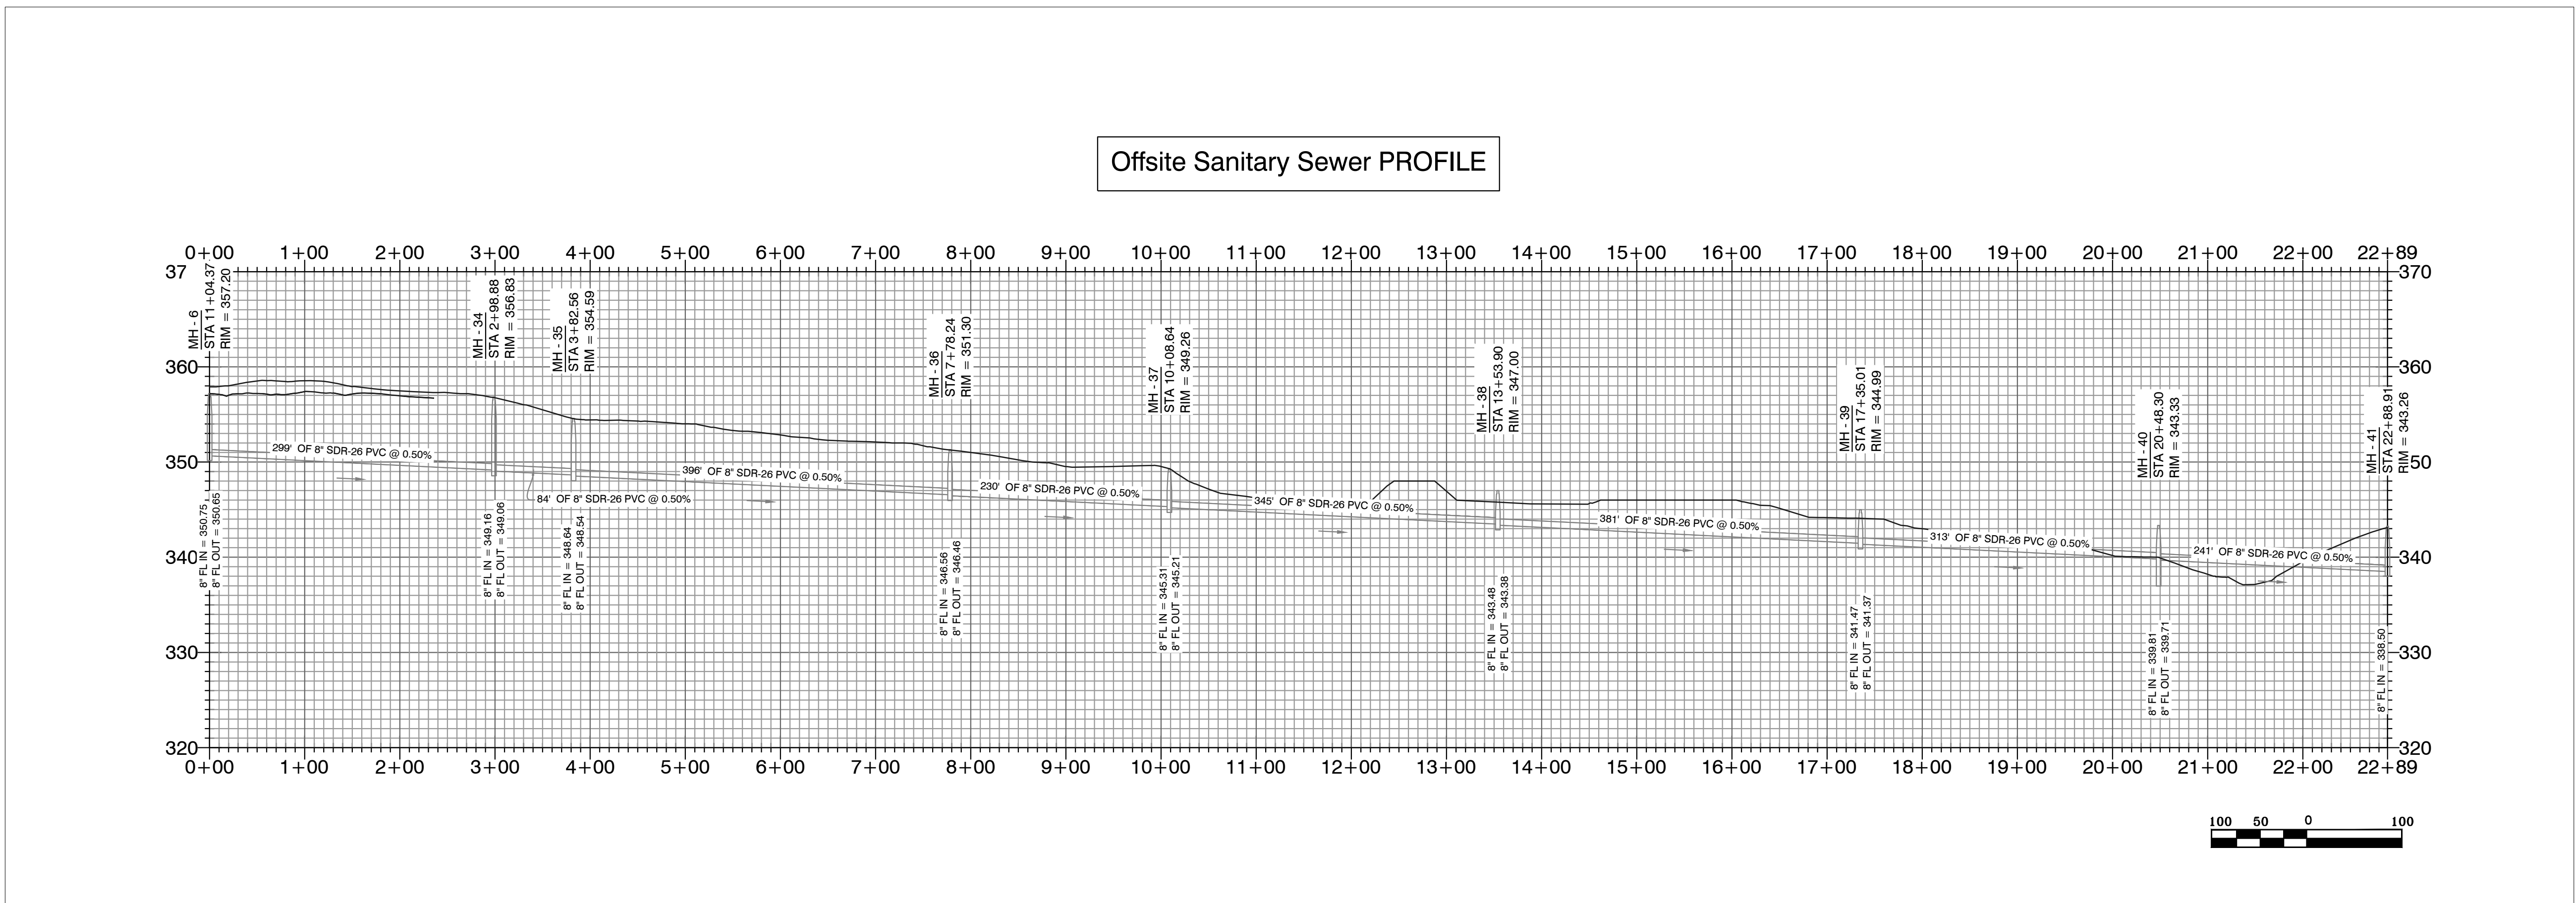 Offsite Sanitary Sewer PROFILE
0+00 1+00 2+00 3+00 4+00 5+00 6+00 7+00 8+00 9+00 10+00 11+00 12+00 13+00 14+00 15+00 16+00 17+00 18+00 19+00 20+00 21+00 22+00 22+89
37
370
MH - 6
STA 11+04.37
RIM = 357.20
MH - 34
STA 2+98.88
RIM = 356.83
MH - 35
STA 3+82.56
RIM = 354.59
MH - 36
STA 7+78.24
RIM = 351.30
MH - 37
STA 10+08.64
RIM = 349.26
MH - 38
STA 13+53.90
RIM = 347.00
MH - 39
STA 17+35.01
RIM = 344.99
MH - 40
STA 20+48.30
RIM = 343.33
MH - 41
STA 22+88.91
RIM = 343.26
360
360
350
350
299' OF 8" SDR-26 PVC @ 0.50%
84' OF 8" SDR-26 PVC @ 0.50%
396' OF 8" SDR-26 PVC @ 0.50%
230' OF 8" SDR-26 PVC @ 0.50%
345' OF 8" SDR-26 PVC @ 0.50%
381' OF 8" SDR-26 PVC @ 0.50%
313' OF 8" SDR-26 PVC @ 0.50%
241' OF 8" SDR-26 PVC @ 0.50%
8" FL IN = 350.75
8" FL OUT = 350.65
8" FL IN = 349.16
8" FL OUT = 349.06
8" FL IN = 348.64
8" FL OUT = 348.54
8" FL IN = 346.56
8" FL OUT = 346.46
8" FL IN = 345.31
8" FL OUT = 345.21
8" FL IN = 343.48
8" FL OUT = 343.38
8" FL IN = 341.47
8" FL OUT = 341.37
8" FL IN = 339.81
8" FL OUT = 339.71
8" FL IN = 338.50
340
340
330
330
320
320
0+00 1+00 2+00 3+00 4+00 5+00 6+00 7+00 8+00 9+00 10+00 11+00 12+00 13+00 14+00 15+00 16+00 17+00 18+00 19+00 20+00 21+00 22+00 22+89
100 50 0 100